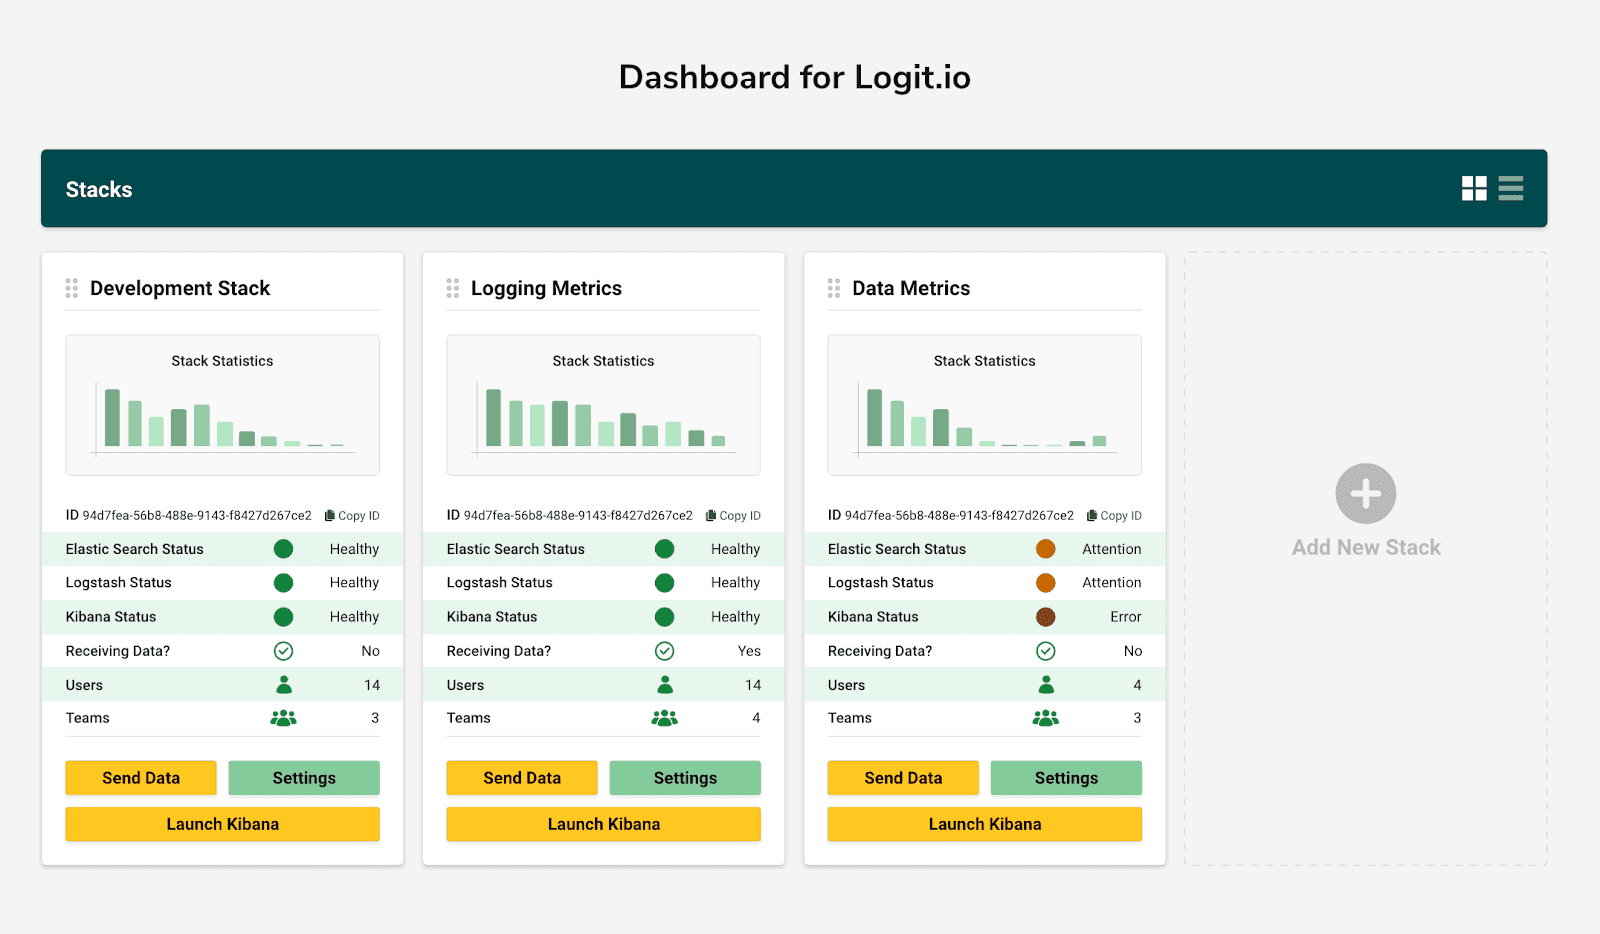 Dashboard for Logit.io
Stacks
Development Stack
Stack Statistics
ID 94d7fea-56b8-488e-9143-f8427d267ce2 Copy ID
Elastic Search Status Healthy
Logstash Status Healthy
Kibana Status Healthy
Receiving Data? No
Users 14
Teams 3
Send Data Settings
Launch Kibana
Logging Metrics
Stack Statistics
ID 94d7fea-56b8-488e-9143-f8427d267ce2 Copy ID
Elastic Search Status Healthy
Logstash Status Healthy
Kibana Status Healthy
Receiving Data? Yes
Users 14
Teams 4
Send Data Settings
Launch Kibana
Data Metrics
Stack Statistics
ID 94d7fea-56b8-488e-9143-f8427d267ce2 Copy ID
Elastic Search Status Attention
Logstash Status Attention
Kibana Status Error
Receiving Data? No
Users 4
Teams 3
Send Data Settings
Launch Kibana
Add New Stack